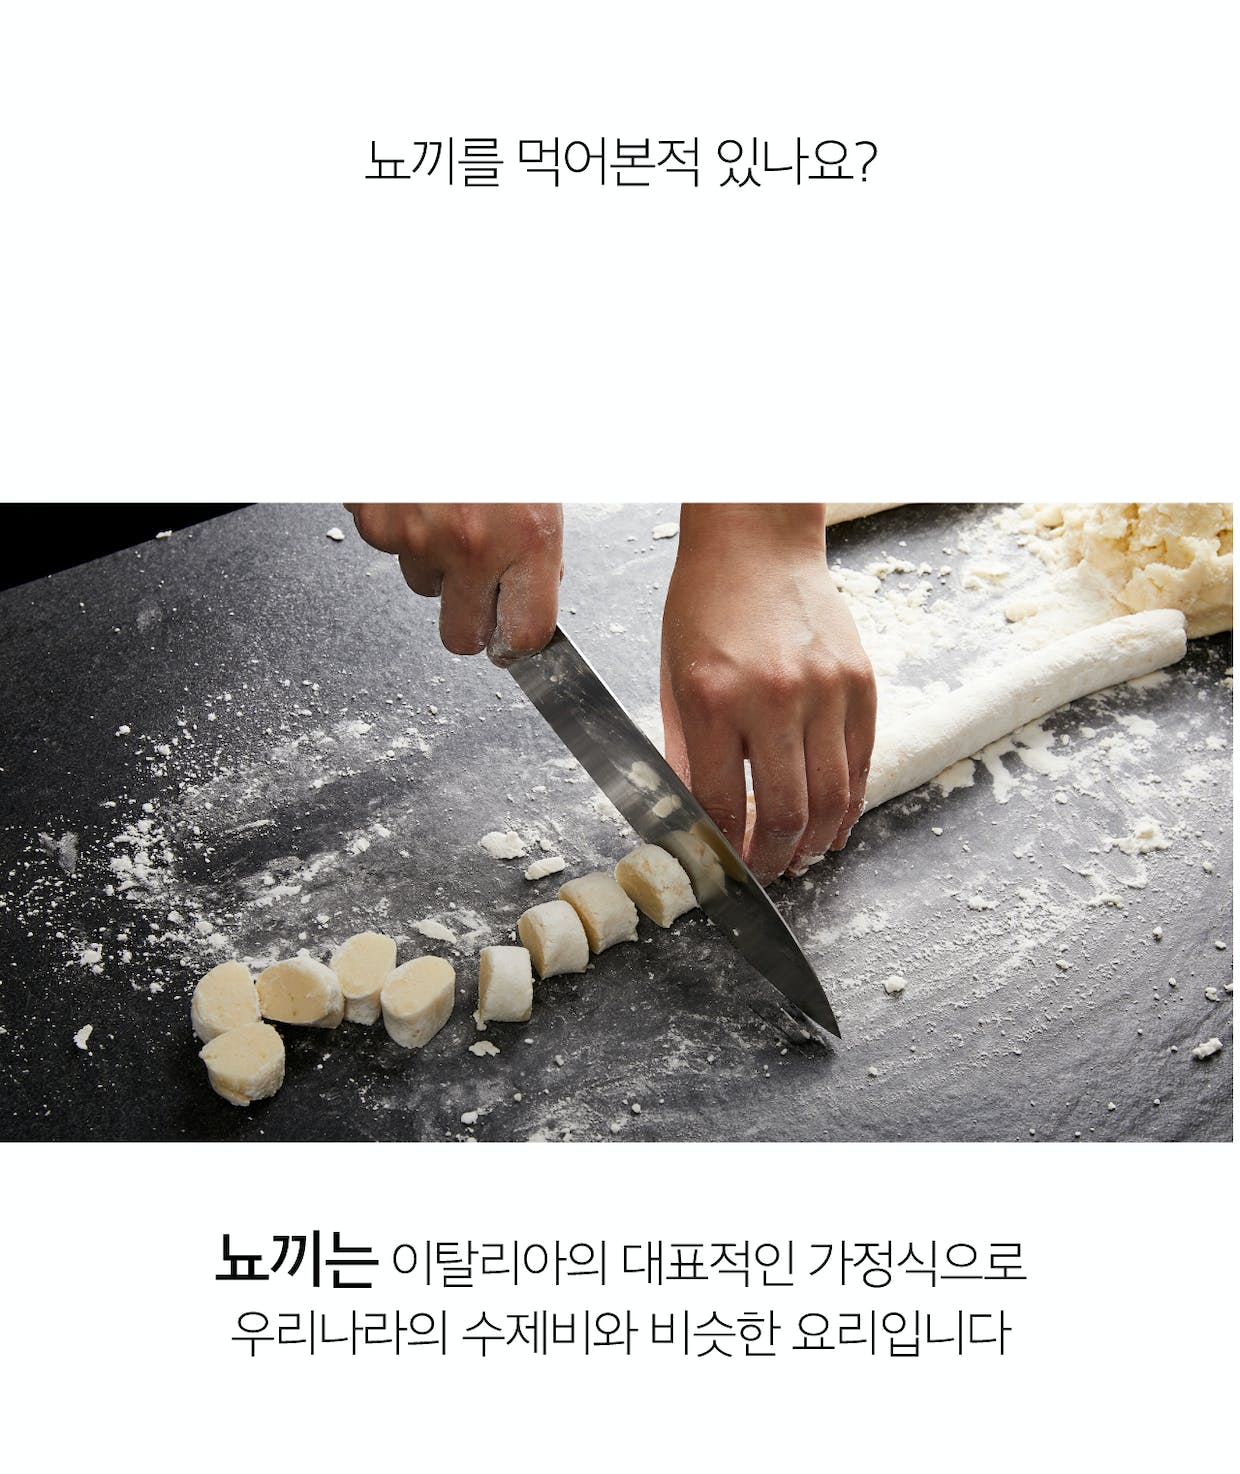 뇨끼를 먹어본적 있나요?
뇨끼는 이탈리아의 대표적인 가정식으로
우리나라의 수제비와 비슷한 요리입니다